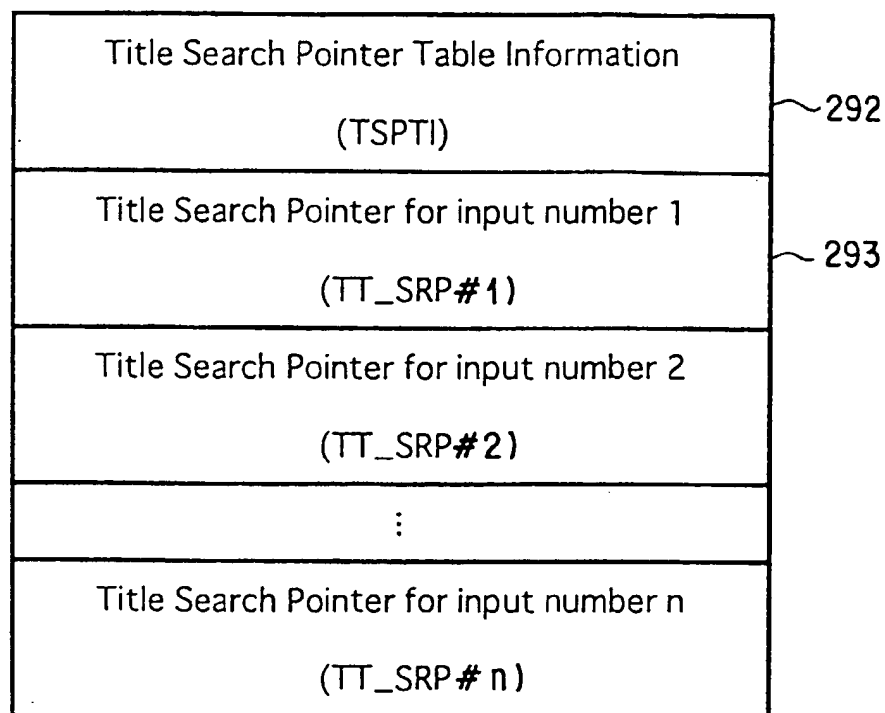 Title Search Pointer Table Information
(TSPTI)
292
Title Search Pointer for input number 1
(TT_SRP#1)
293
Title Search Pointer for input number 2
(TT_SRP#2)
⋮
Title Search Pointer for input number n
(TT_SRP#n)